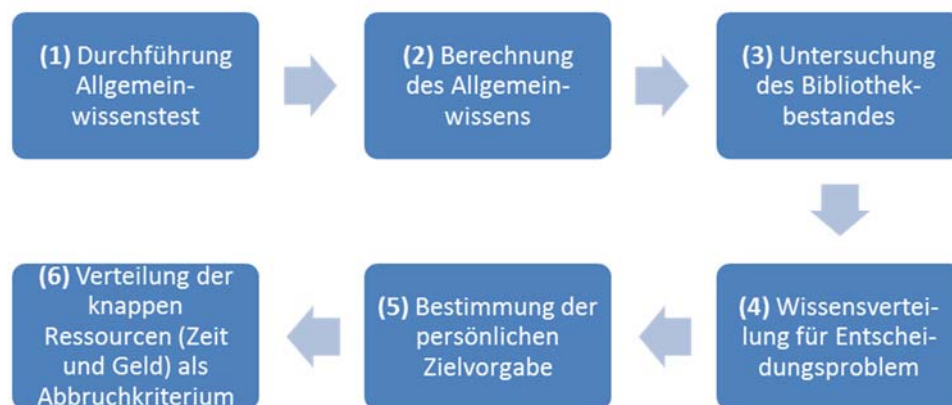 (1) Durchführung
Allgemein-
wissenstest
(2) Berechnung
des Allgemein-
wissens
(3) Untersuchung
des Bibliothek-
bestandes
(4) Wissensvertei-
lung für Entschei-
dungsproblem
(5) Bestimmung der
persönlichen
Zielvorgabe
(6) Verteilung der
knappen
Ressourcen (Zeit
und Geld) als
Abbruchkriterium